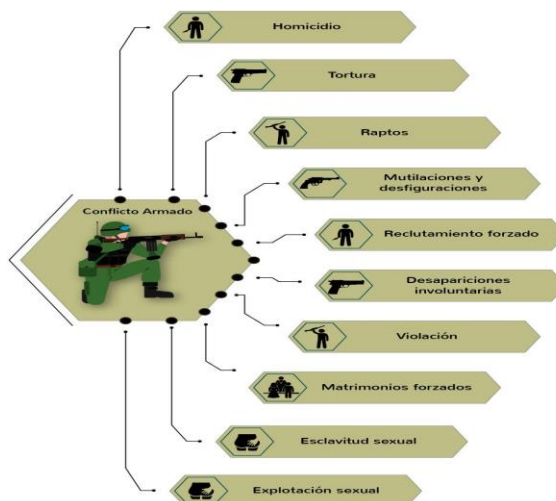 Homicidio
Tortura
Raptos
Conflicto Armado
Mutilaciones y
desfiguraciones
Reclutamiento forzado
Desapariciones
involuntarias
Violación
Matrimonios forzados
Esclavitud sexual
Explotación sexual